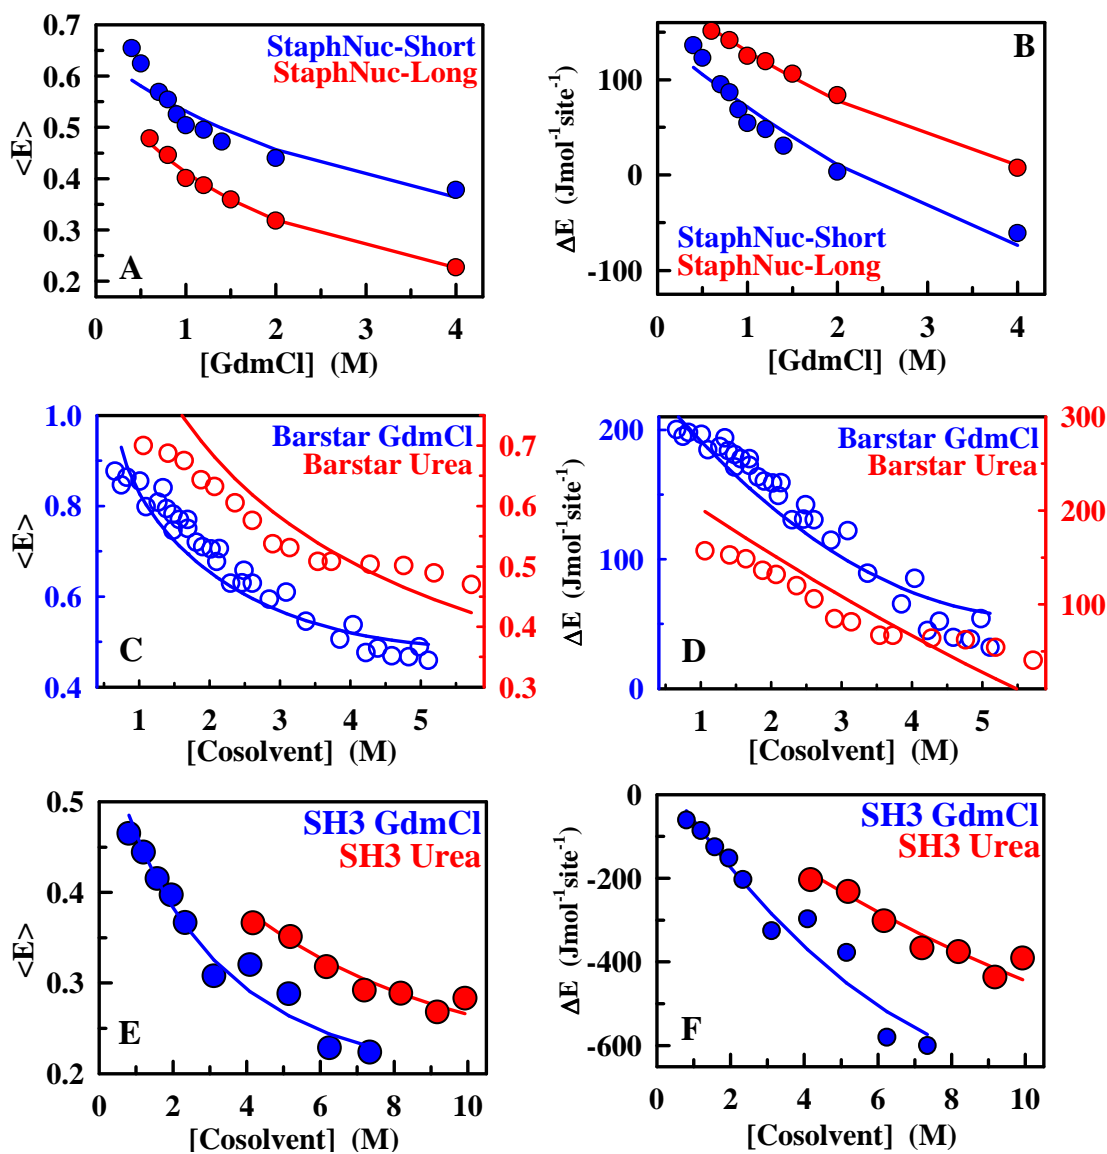 0.7
0.6
0.5
0.4
0.3
0.2
<E>
StaphNuc-Short
StaphNuc-Long
A
0 1 2 3 4
[GdmCl] (M)
100
0
-100
ΔE (Jmol⁻¹site⁻¹)
B
StaphNuc-Short
StaphNuc-Long
0 1 2 3 4
[GdmCl] (M)
1.0
0.8
0.6
0.4
<E>
Barstar GdmCl
Barstar Urea
C
0.7
0.6
0.5
0.4
0.3
1 2 3 4 5
[Cosolvent] (M)
200
100
0
ΔE (Jmol⁻¹site⁻¹)
Barstar GdmCl
Barstar Urea
D
300
200
100
0
1 2 3 4 5
[Cosolvent] (M)
0.5
0.4
0.3
0.2
<E>
SH3 GdmCl
SH3 Urea
E
0 2 4 6 8 10
[Cosolvent] (M)
0
-200
-400
-600
ΔE (Jmol⁻¹site⁻¹)
SH3 GdmCl
SH3 Urea
F
0 2 4 6 8 10
[Cosolvent] (M)